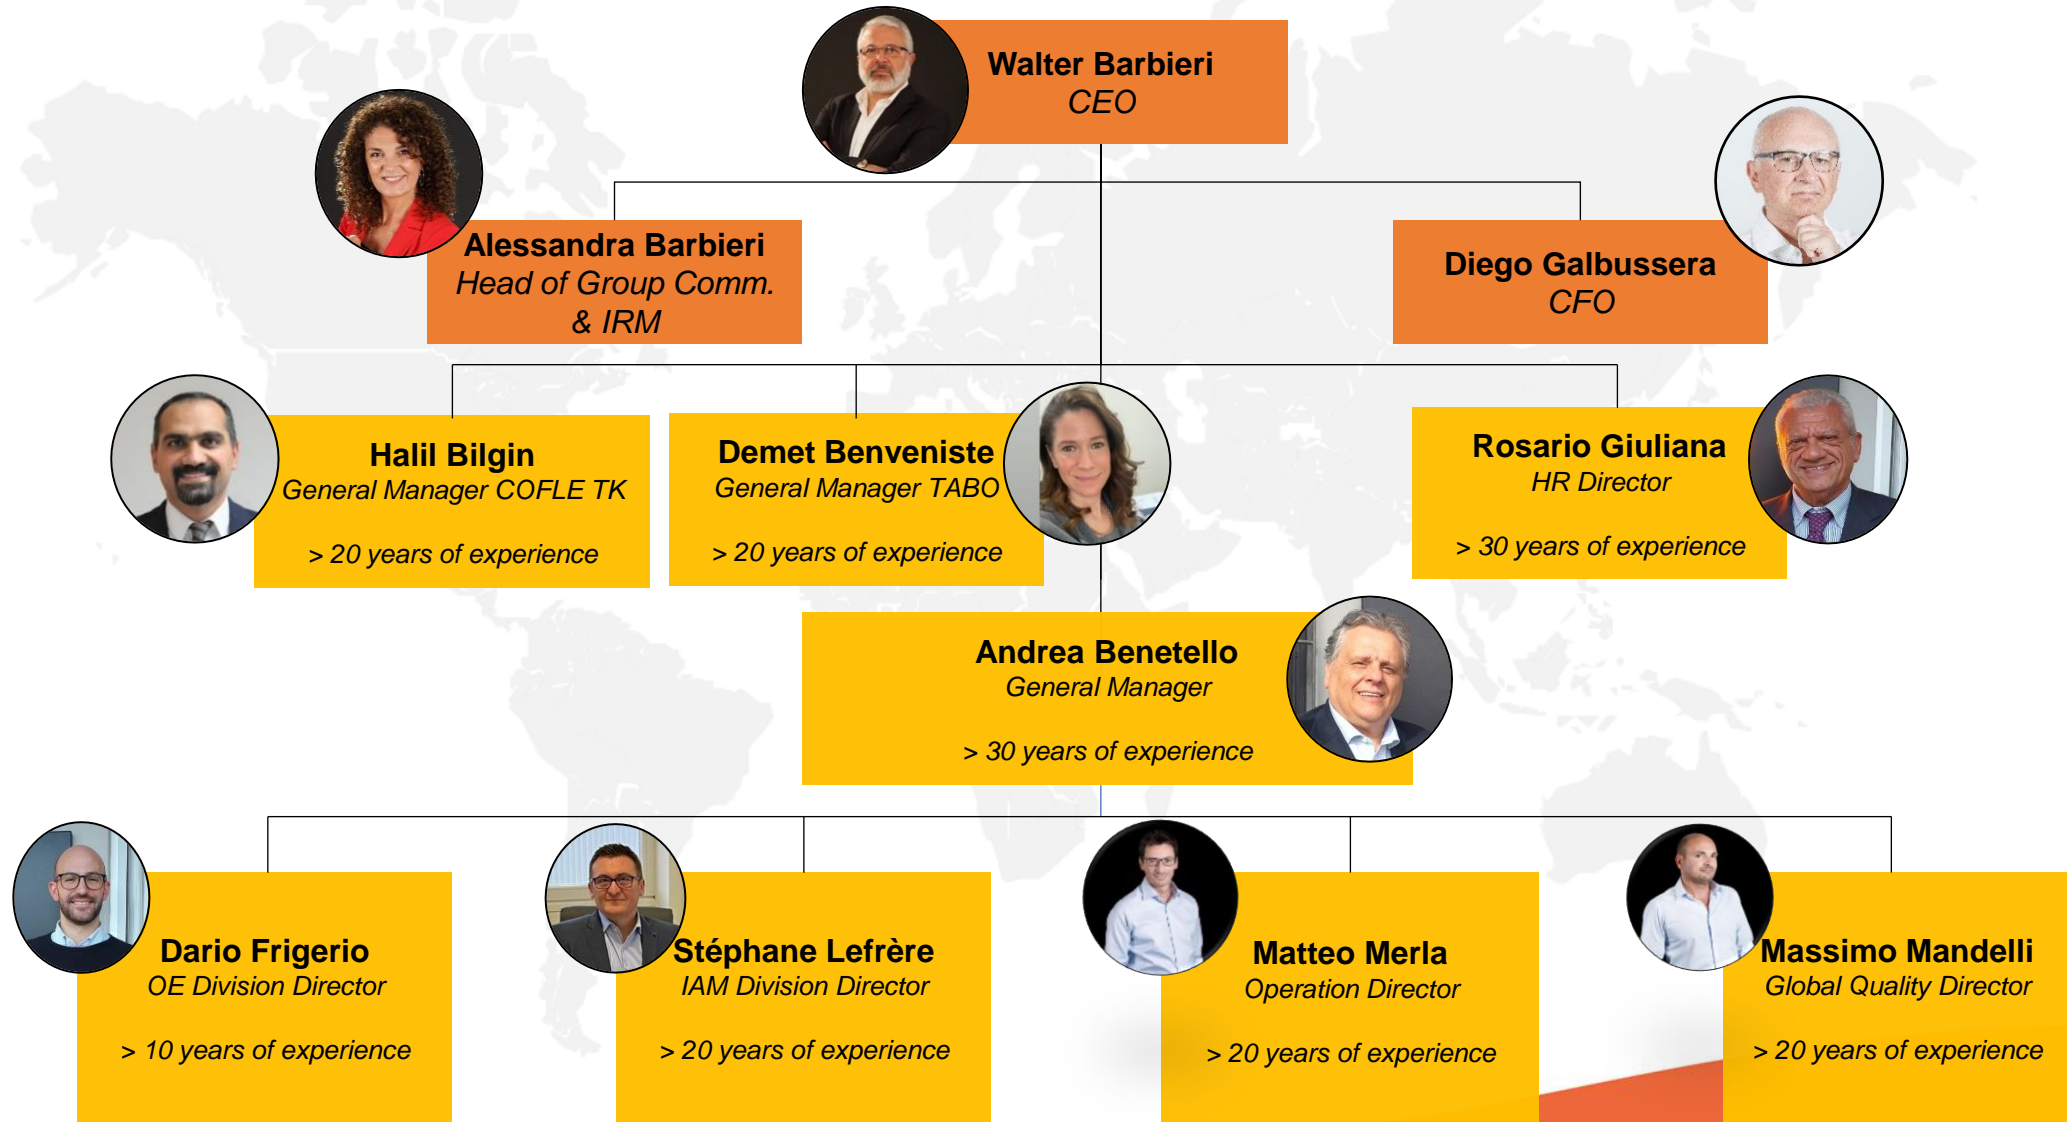 Walter Barbieri
CEO
Alessandra Barbieri
Head of Group Comm.
& IRM
Diego Galbussera
CFO
Halil Bilgin
General Manager COFLE TK
> 20 years of experience
Demet Benveniste
General Manager TABO
> 20 years of experience
Rosario Giuliana
HR Director
> 30 years of experience
Andrea Benetello
General Manager
> 30 years of experience
Dario Frigerio
OE Division Director
> 10 years of experience
Stéphane Lefrère
IAM Division Director
> 20 years of experience
Matteo Merla
Operation Director
> 20 years of experience
Massimo Mandelli
Global Quality Director
> 20 years of experience